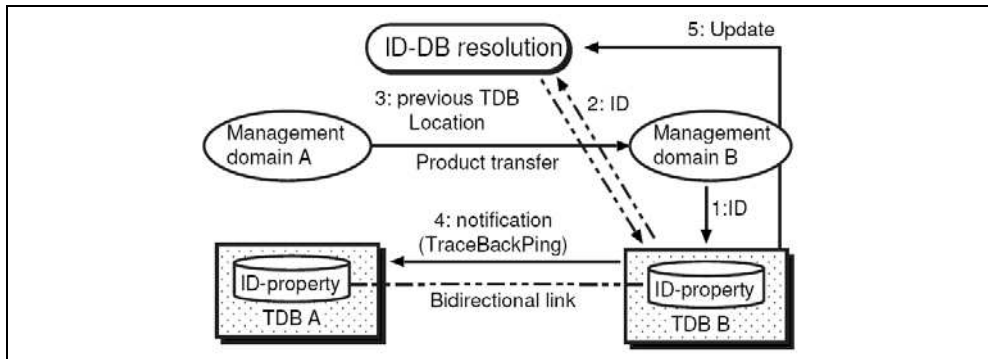 5: Update
ID-DB resolution
3: previous TDB
Location
2: ID
Management
domain A
Management
domain B
Product transfer
1:ID
4: notification
(TraceBackPing)
ID-property
TDB A
Bidirectional link
ID-property
TDB B